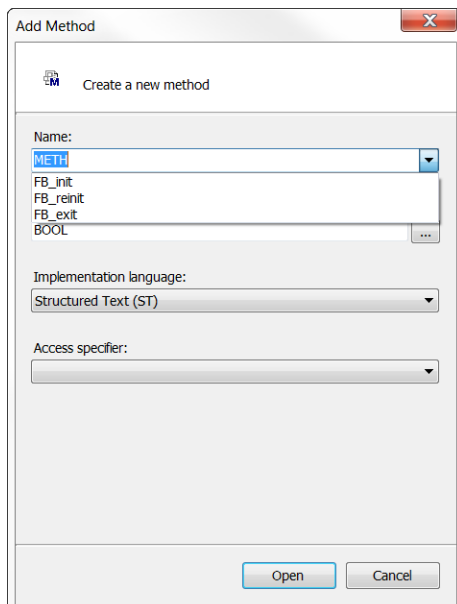 Add Method
Create a new method
Name:
METH
FB_init
FB_reinit
FB_exit
BOOL
...
Implementation language:
Structured Text (ST)
Access specifier:
Open
Cancel